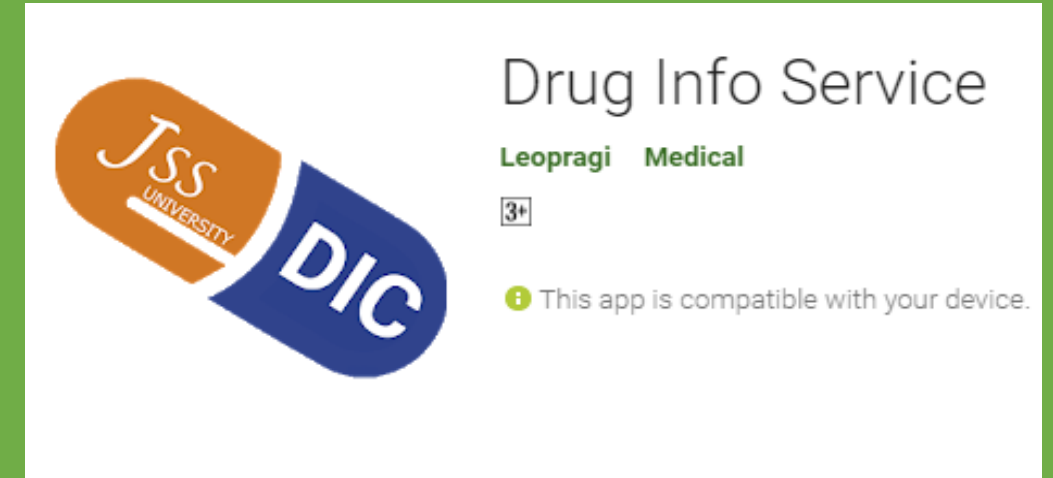 JSS
UNIVERSITY
DIC
Drug Info Service
Leopragi Medical
3+
This app is compatible with your device.